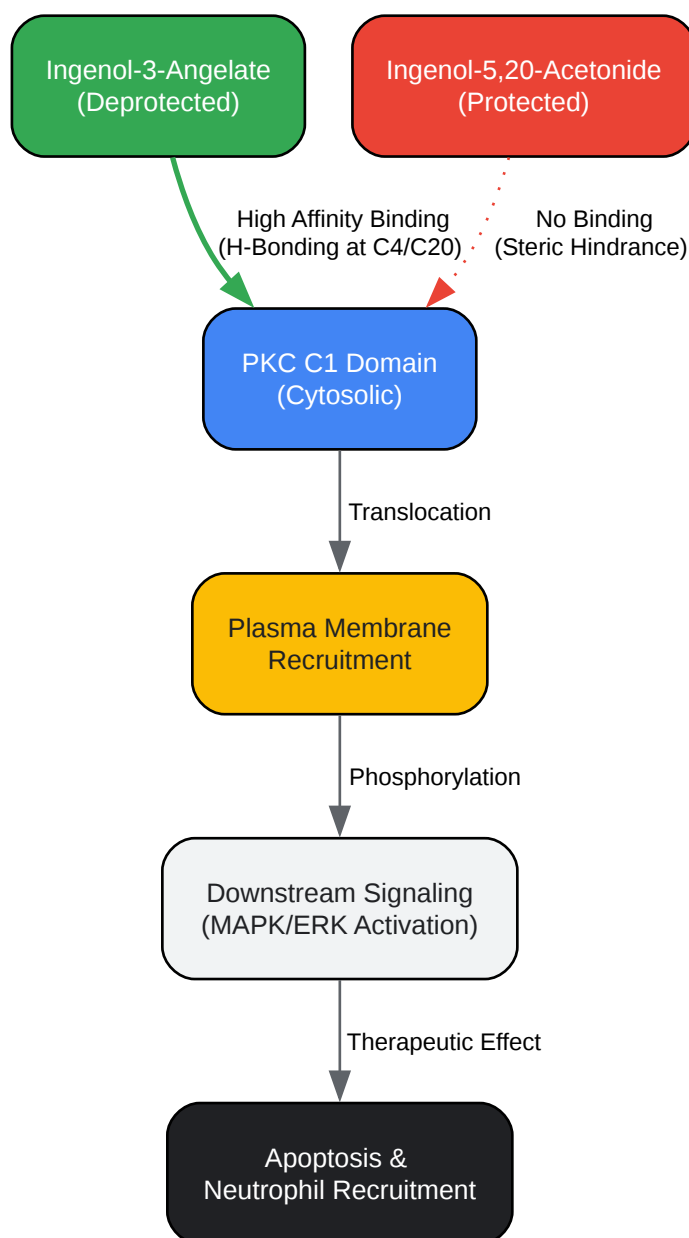 Ingenol-3-Angelate
(Deprotected)
Ingenol-5,20-Acetonide
(Protected)
High Affinity Binding
(H-Bonding at C4/C20)
No Binding
(Steric Hindrance)
PKC C1 Domain
(Cytosolic)
Translocation
Plasma Membrane
Recruitment
Phosphorylation
Downstream Signaling
(MAPK/ERK Activation)
Therapeutic Effect
Apoptosis &
Neutrophil Recruitment